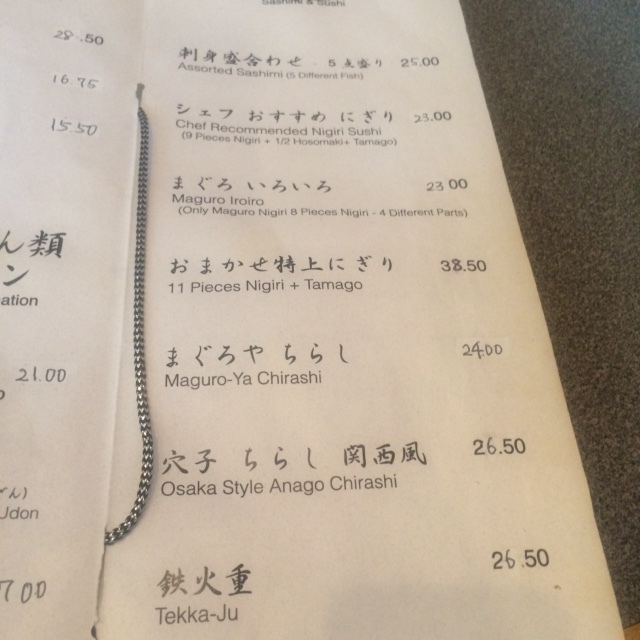 28.50
16.75
15.50
ん類
ン
ation
21.00
Udon
7.00
Sashimi & Sushi
刺身盛合わせ . 5点盛り 25.00
Assorted Sashimi (5 Different Fish)
シェフ おすすめ にぎり 23.00
Chef Recommended Nigiri Sushi
(9 Pieces Nigiri + 1/2 Hosomaki+ Tamago)
まぐろ いろいろ 23 00
Maguro Iroiro
(Only Maguro Nigiri 8 Pieces Nigiri - 4 Different Parts)
おまかせ特上にぎり 38.50
11 Pieces Nigiri + Tamago
まぐろや ちらし 2400
Maguro-Ya Chirashi
穴子 ちらし 関西風 26.50
Osaka Style Anago Chirashi
鉄火重 26.50
Tekka-Ju